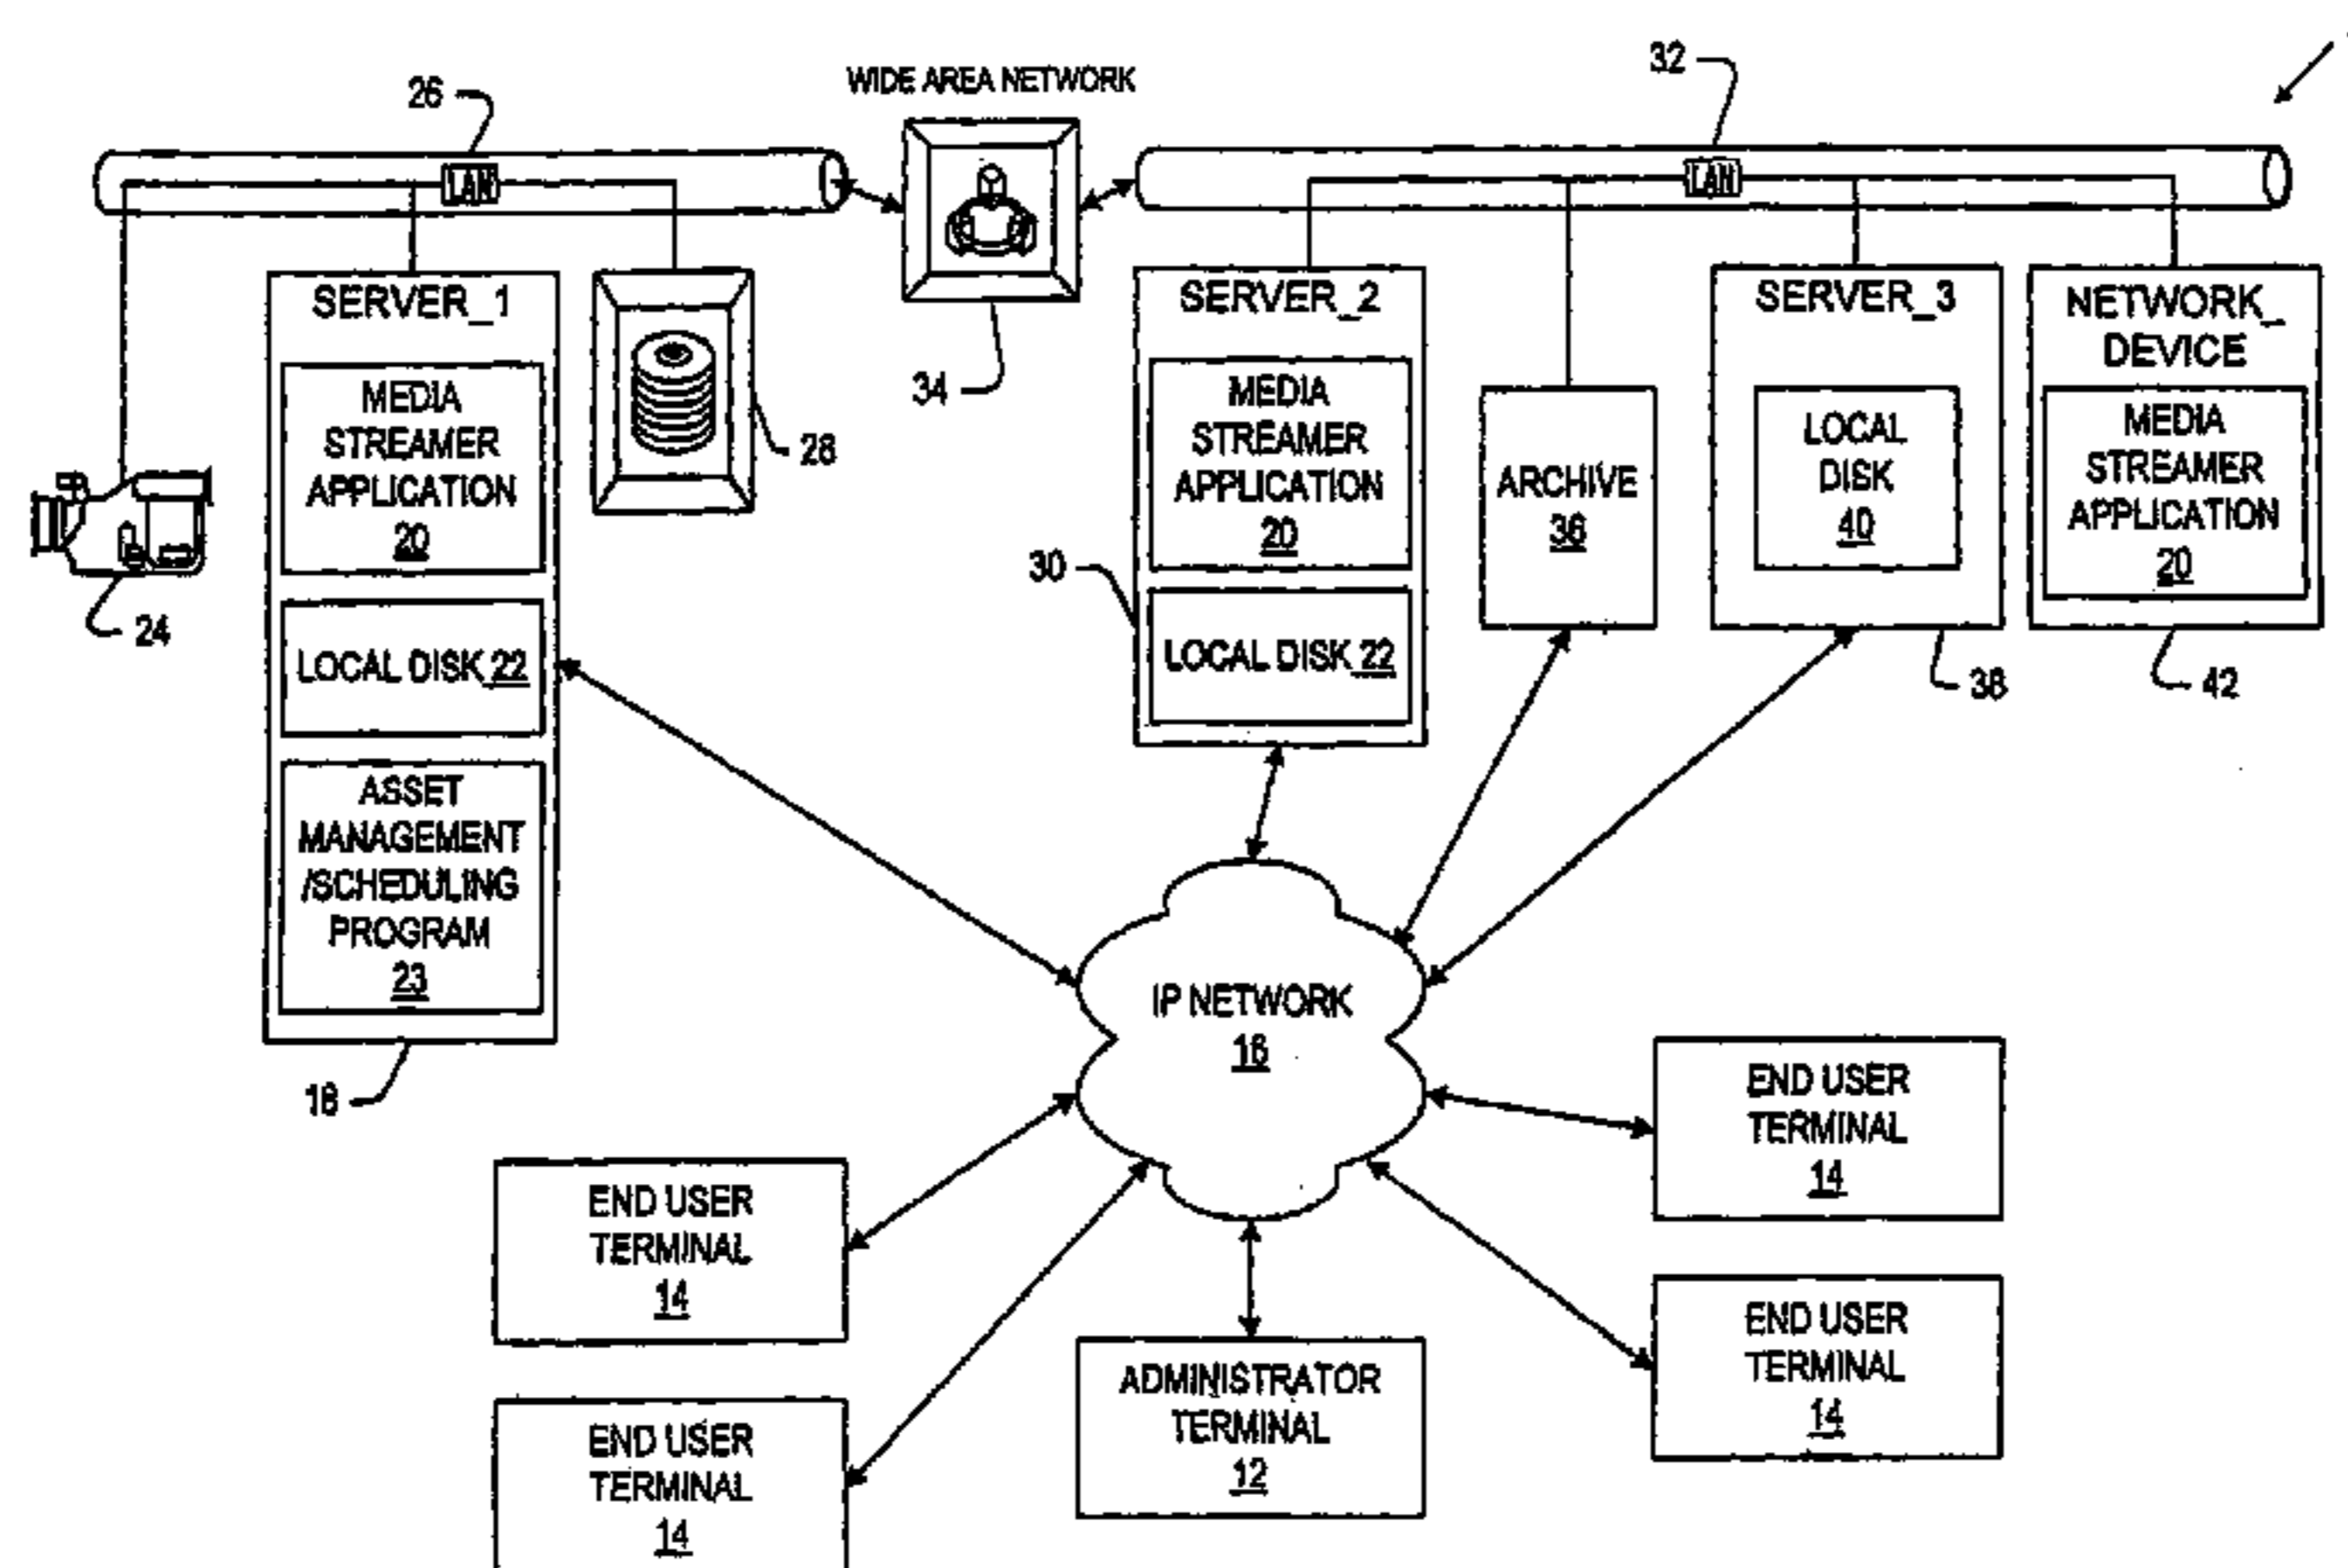 26
WIDE AREA NETWORK
32
LAN
LAN
SERVER_1
MEDIA
STREAMER
APPLICATION
20
LOCAL DISK 22
ASSET
MANAGEMENT
/SCHEDULING
PROGRAM
23
18
24
28
34
SERVER_2
MEDIA
STREAMER
APPLICATION
20
LOCAL DISK 22
30
ARCHIVE
36
SERVER_3
LOCAL
DISK
40
38
NETWORK_
DEVICE
MEDIA
STREAMER
APPLICATION
20
42
IP NETWORK
16
END USER
TERMINAL
14
END USER
TERMINAL
14
ADMINISTRATOR
TERMINAL
12
END USER
TERMINAL
14
END USER
TERMINAL
14